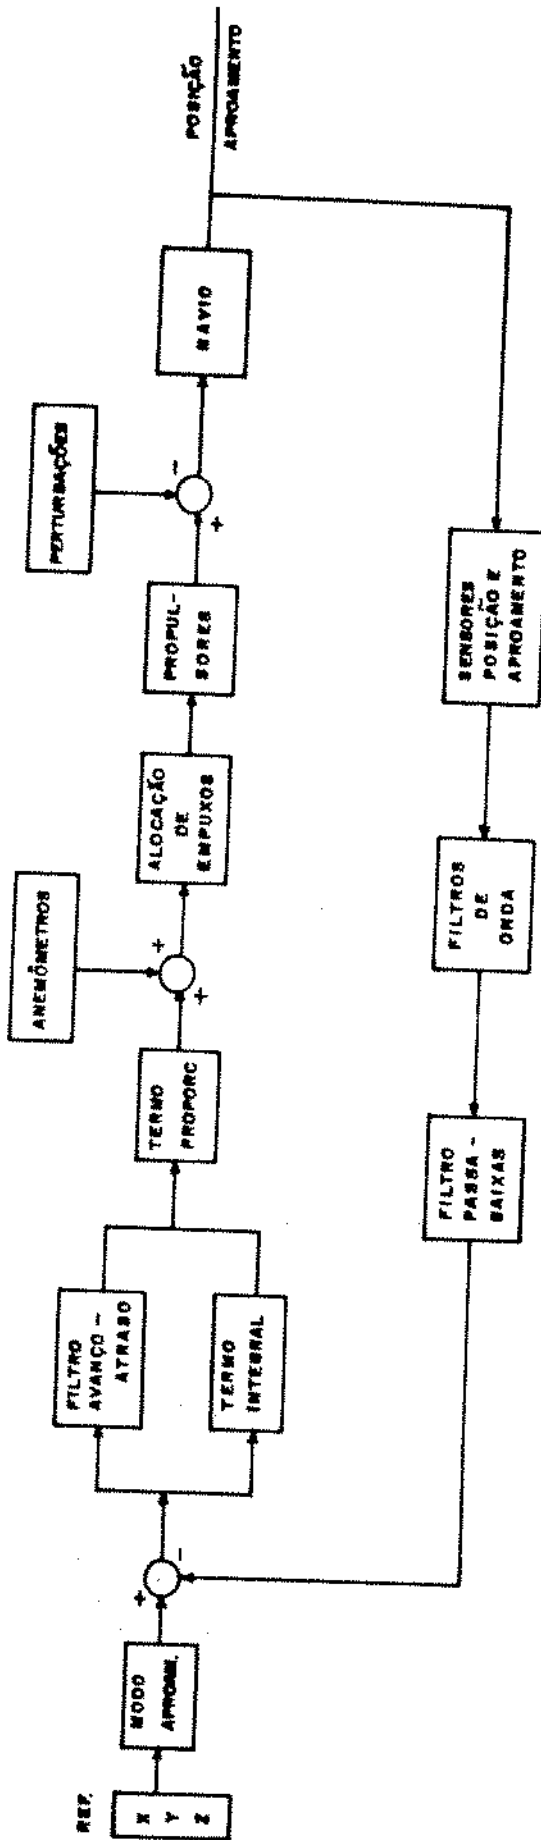 REF.
X
Y
Z
MODO
APROAM.
+
-
FILTRO
AVANÇO-
ATRASO
TERMO
INTEGRAL
TERMO
PROPORC
ANEMÔMETROS
+
+
ALOCAÇÃO
DE
EMPUXOS
PROPUL-
SORES
PERTURBAÇÕES
+
-
NAVIO
POSIÇÃO
APROAMENTO
SENSORES
POSIÇÃO E
APROAMENTO
FILTROS
DE
ONDA
FILTRO
PASSA-
BAIXAS